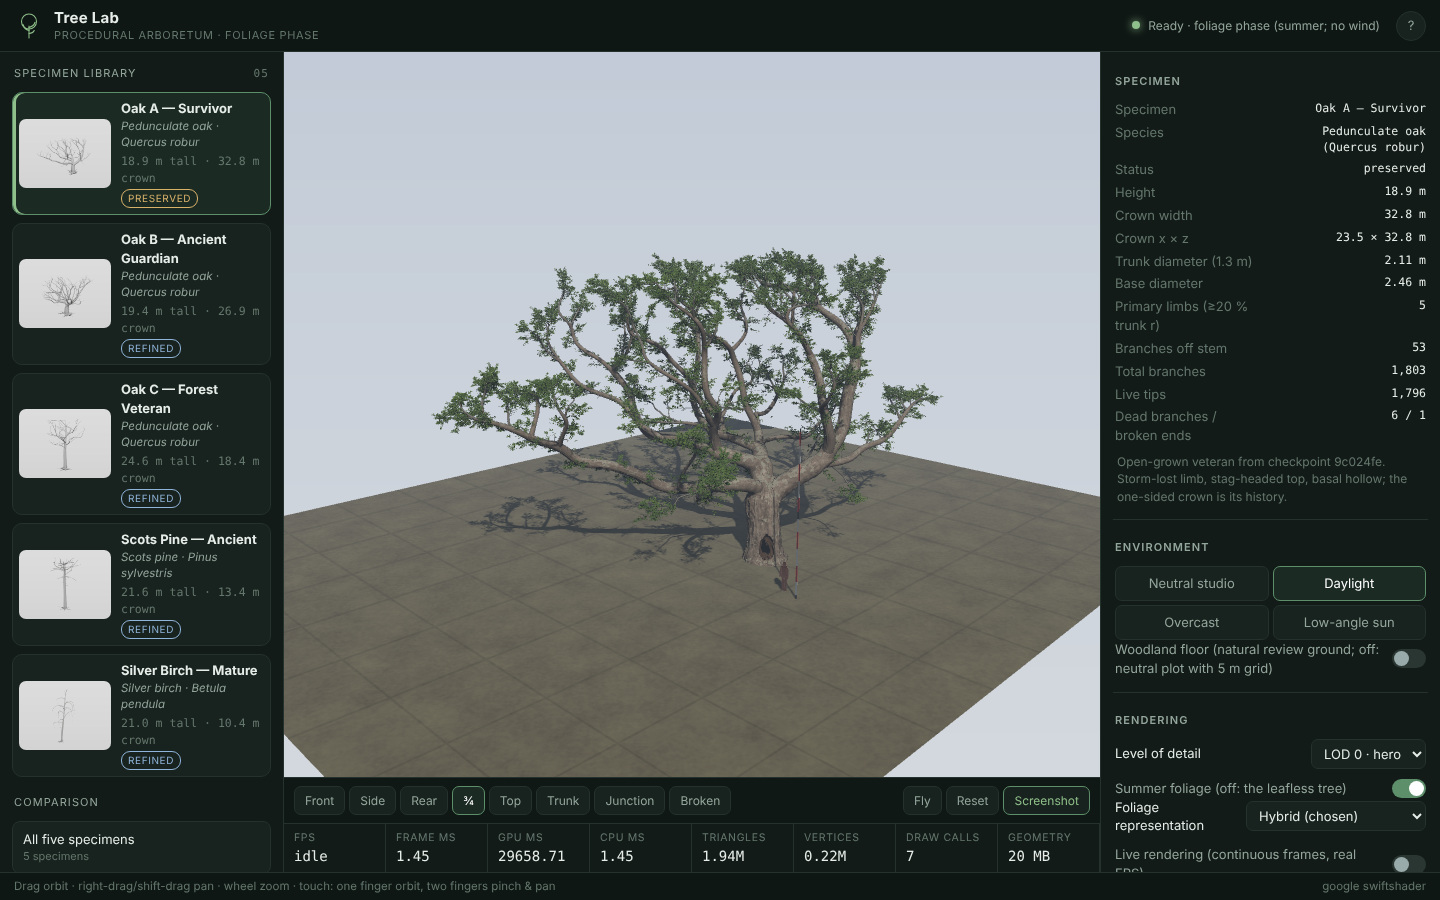 Tree Lab
PROCEDURAL ARBORETUM · FOLIAGE PHASE
Ready · foliage phase (summer; no wind)
?
SPECIMEN LIBRARY
05
Oak A — Survivor
Pedunculate oak ·
Quercus robur
18.9 m tall · 32.8 m
crown
PRESERVED
Oak B — Ancient
Guardian
Pedunculate oak ·
Quercus robur
19.4 m tall · 26.9 m
crown
REFINED
Oak C — Forest
Veteran
Pedunculate oak ·
Quercus robur
24.6 m tall · 18.4 m
crown
REFINED
Scots Pine — Ancient
Scots pine · Pinus
sylvestris
21.6 m tall · 13.4 m
crown
REFINED
Silver Birch — Mature
Silver birch · Betula
pendula
21.0 m tall · 10.4 m
crown
REFINED
COMPARISON
All five specimens
5 specimens
Front
Side
Rear
¾
Top
Trunk
Junction
Broken
Fly
Reset
Screenshot
FPS
idle
FRAME MS
1.45
GPU MS
29658.71
CPU MS
1.45
TRIANGLES
1.94M
VERTICES
0.22M
DRAW CALLS
7
GEOMETRY
20 MB
SPECIMEN
Specimen
Oak A — Survivor
Species
Pedunculate oak
(Quercus robur)
Status
preserved
Height
18.9 m
Crown width
32.8 m
Crown x × z
23.5 × 32.8 m
Trunk diameter (1.3 m)
2.11 m
Base diameter
2.46 m
Primary limbs (≥20 %
trunk r)
5
Branches off stem
53
Total branches
1,803
Live tips
1,796
Dead branches /
broken ends
6 / 1
Open-grown veteran from checkpoint 9c024fe.
Storm-lost limb, stag-headed top, basal hollow; the
one-sided crown is its history.
ENVIRONMENT
Neutral studio
Daylight
Overcast
Low-angle sun
Woodland floor (natural review ground; off:
neutral plot with 5 m grid)
RENDERING
Level of detail
LOD 0 · hero
Summer foliage (off: the leafless tree)
Foliage
representation
Hybrid (chosen)
Live rendering (continuous frames, real
FPS)
Drag orbit · right-drag/shift-drag pan · wheel zoom · touch: one finger orbit, two fingers pinch & pan
google swiftshader